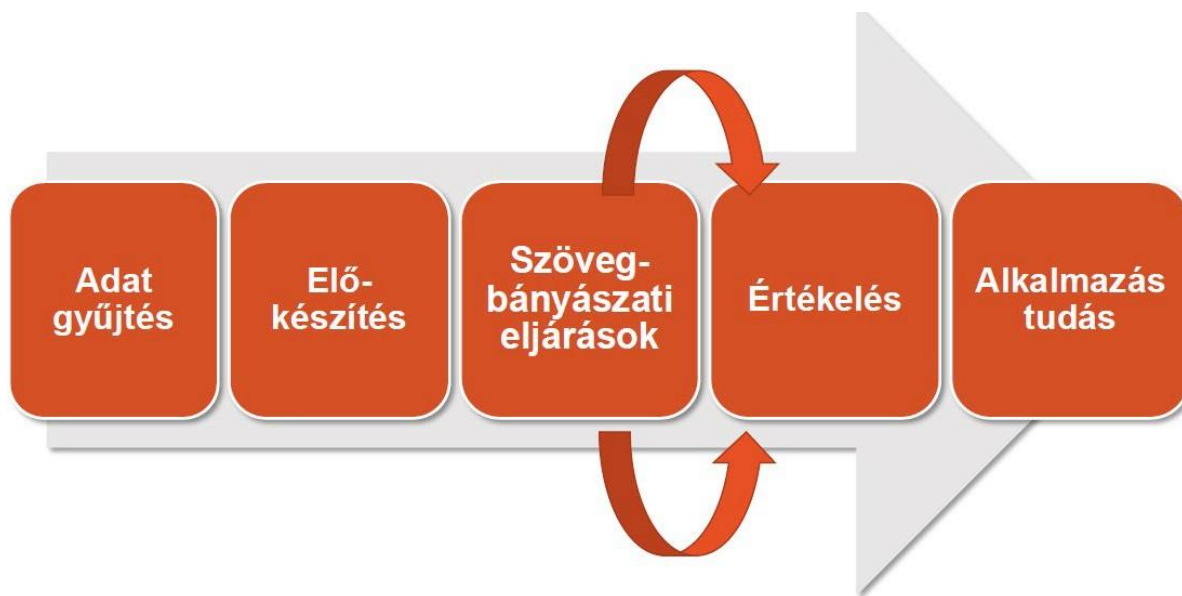 Adat
gyűjtés
Elő-
készítés
Szöveg-
bányászati
eljárások
Értékelés
Alkalmazás
tudás